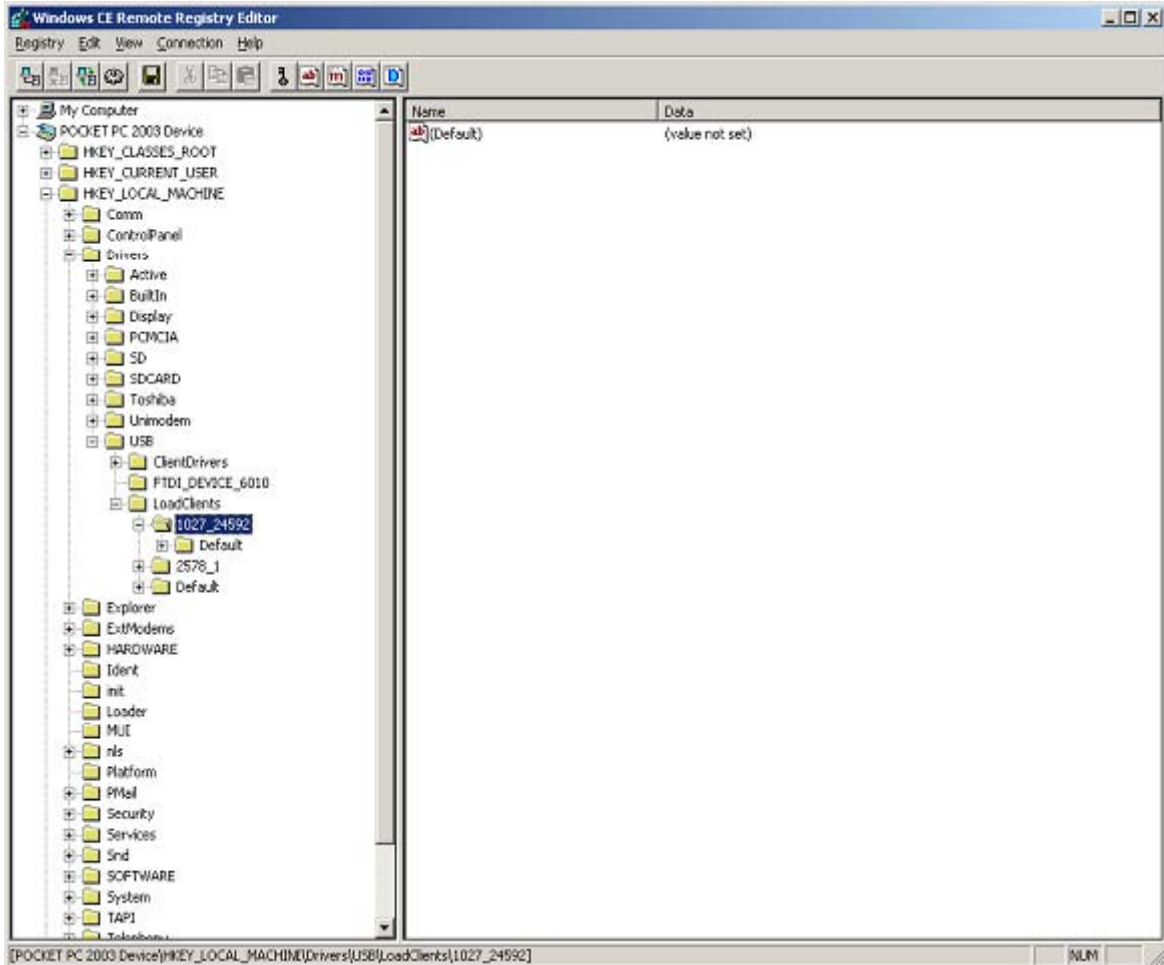 Windows CE Remote Registry Editor
Registry Edit View Connection Help
My Computer
POCKET PC 2003 Device
HKEY_CLASSES_ROOT
HKEY_CURRENT_USER
HKEY_LOCAL_MACHINE
Comm
ControlPanel
Drivers
Active
BuiltIn
Display
PCMCIA
SD
SDCARD
Toshiba
Unimodem
USB
ClientDrivers
FTDI_DEVICE_6010
LoadClients
1027_24592
Default
2578_1
Default
Explorer
ExtModems
HARDWARE
Ident
init
Loader
MUI
nls
Platform
PMail
Security
Services
Snd
SOFTWARE
System
TAPI
Telephony
Name Data
(Default) (value not set)
[POCKET PC 2003 Device\HKEY_LOCAL_MACHINE\Drivers\USB\LoadClients\1027_24592]
NUM